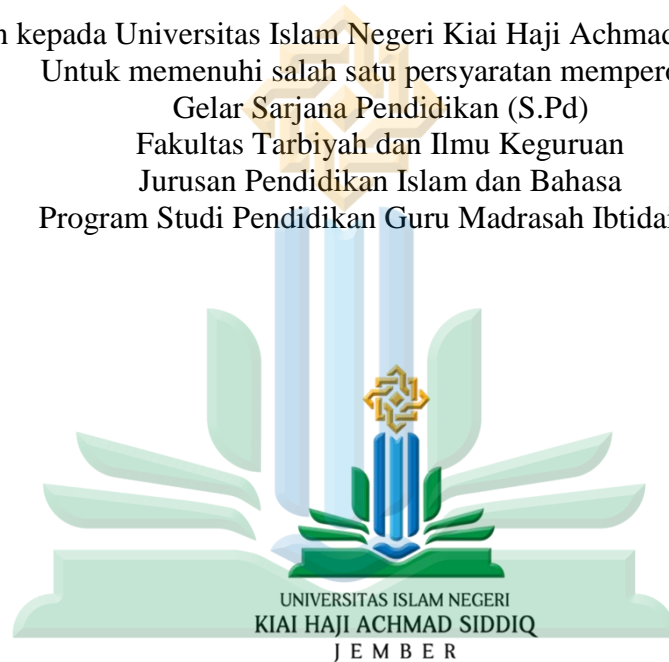 n kepada Universitas Islam Negeri Kiai Haji Achmad
Untuk memenuhi salah satu persyaratan mempero
Gelar Sarjana Pendidikan (S.Pd)
Fakultas Tarbiyah dan Ilmu Keguruan
Jurusan Pendidikan Islam dan Bahasa
Program Studi Pendidikan Guru Madrasah Ibtida
UNIVERSITAS ISLAM NEGERI
KIAI HAJI ACHMAD SIDDIQ
JEMBER